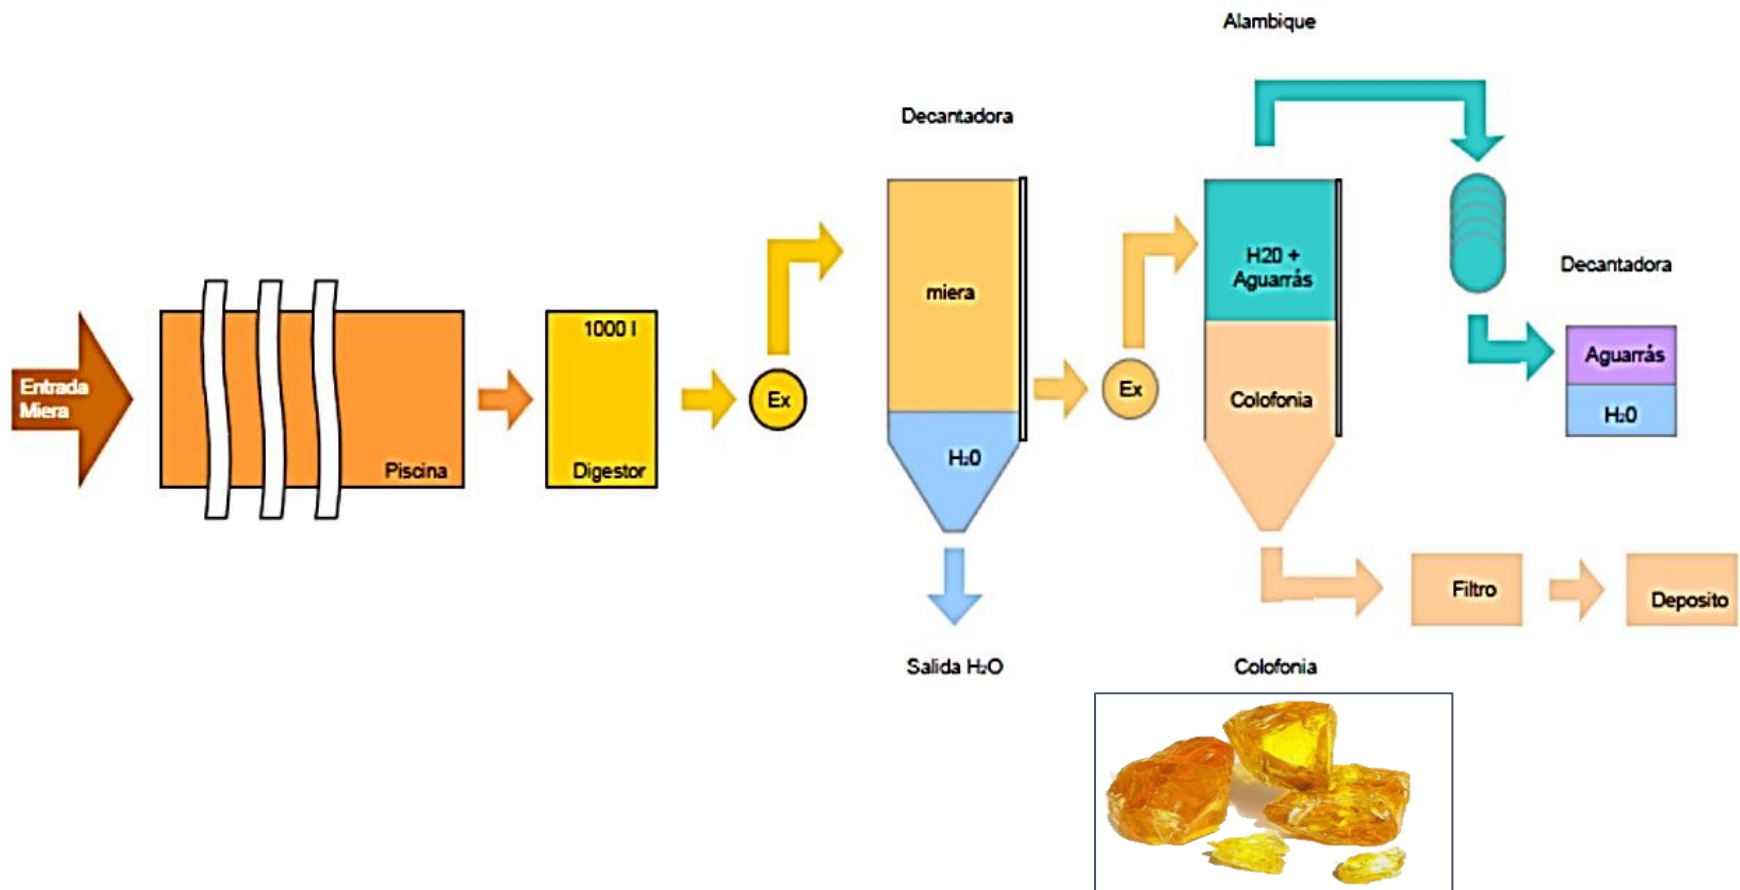 Alambique
Decantadora
Decantadora
Entrada
Miera
Piscina
1000 l
Digestor
Ex
miera
H₂0
Ex
H20 +
Aguarrás
Colofonia
Aguarrás
H₂0
Filtro
Deposito
Salida H₂O
Colofonia